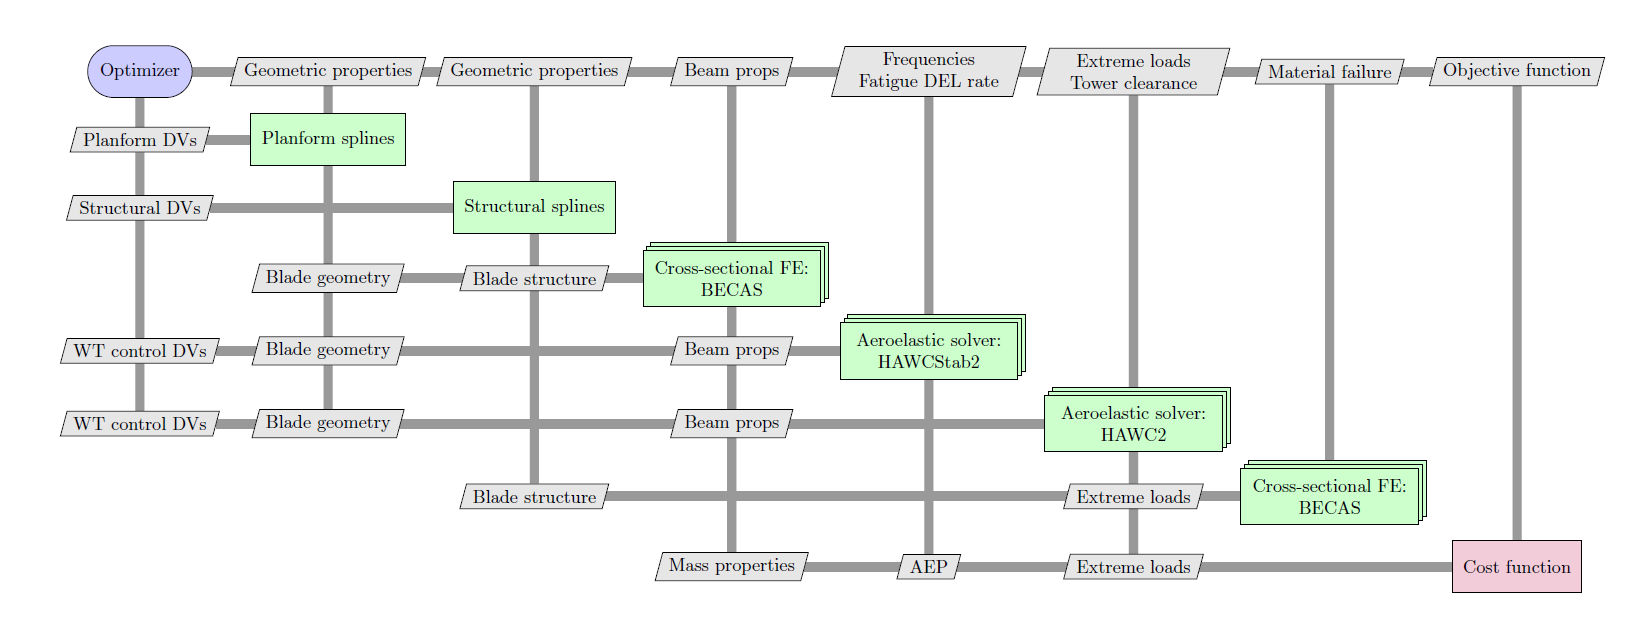 Optimizer
Geometric properties
Geometric properties
Beam props
Frequencies
Fatigue DEL rate
Extreme loads
Tower clearance
Material failure
Objective function
Planform DVs
Planform splines
Structural DVs
Structural splines
Blade geometry
Blade structure
Cross-sectional FE:
BECAS
WT control DVs
Blade geometry
Beam props
Aeroelastic solver:
HAWCStab2
WT control DVs
Blade geometry
Beam props
Aeroelastic solver:
HAWC2
Blade structure
Extreme loads
Cross-sectional FE:
BECAS
Mass properties
AEP
Extreme loads
Cost function